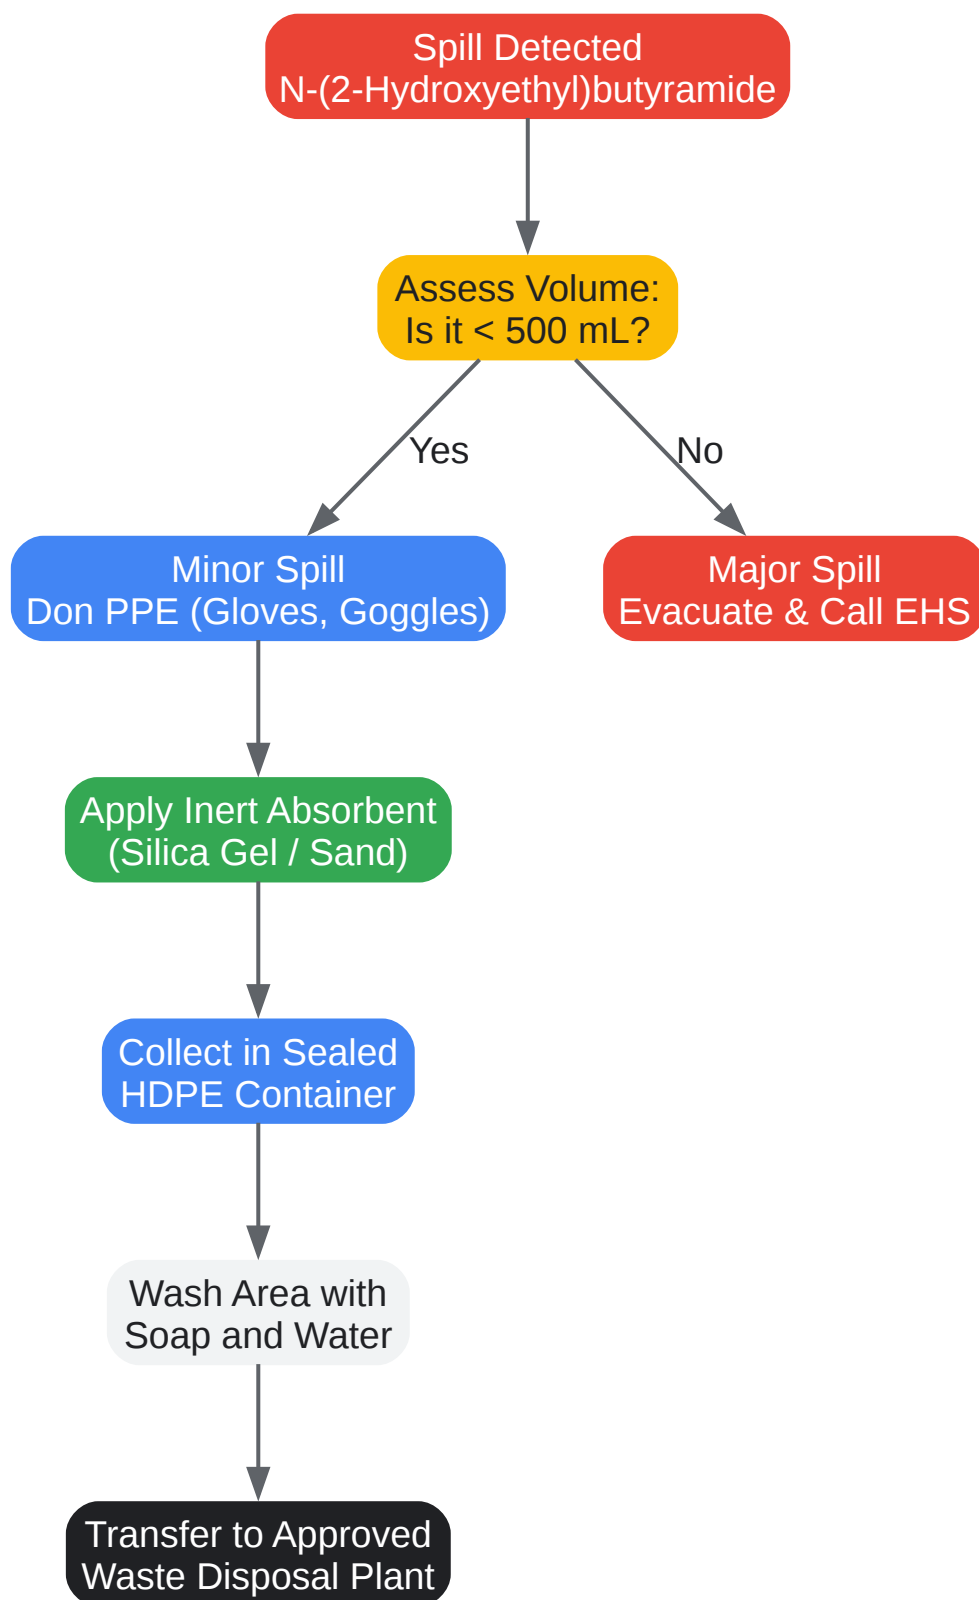 Spill Detected
N-(2-Hydroxyethyl)butyramide
Assess Volume:
Is it < 500 mL?
Yes
No
Minor Spill
Don PPE (Gloves, Goggles)
Major Spill
Evacuate & Call EHS
Apply Inert Absorbent
(Silica Gel / Sand)
Collect in Sealed
HDPE Container
Wash Area with
Soap and Water
Transfer to Approved
Waste Disposal Plant